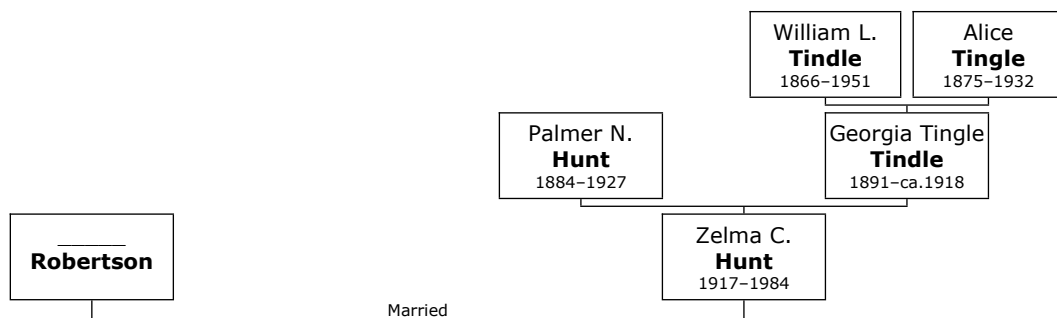 William L.
Tindle
1866–1951
Alice
Tingle
1875–1932
Palmer N.
Hunt
1884–1927
Georgia Tingle
Tindle
1891–ca.1918
______
Robertson
Zelma C.
Hunt
1917–1984
Married